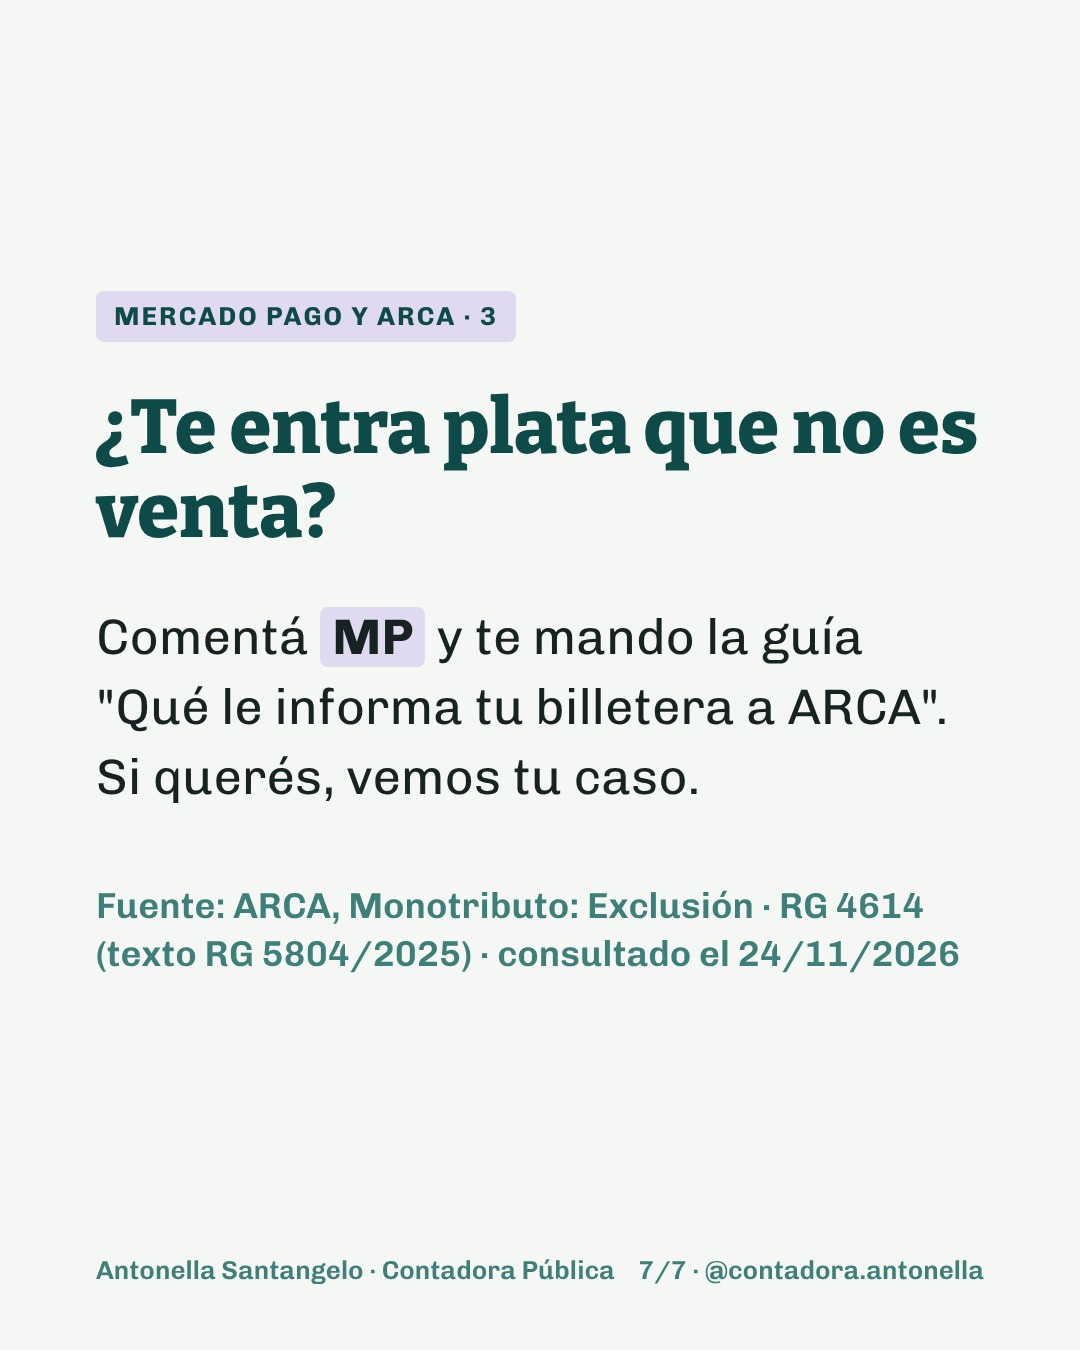 MERCADO PAGO Y ARCA · 3
¿Te entra plata que no es
venta?
Comentá MP y te mando la guía
"Qué le informa tu billetera a ARCA".
Si querés, vemos tu caso.
Fuente: ARCA, Monotributo: Exclusión · RG 4614
(texto RG 5804/2025) · consultado el 24/11/2026
Antonella Santangelo · Contadora Pública 7/7 · @contadora.antonella